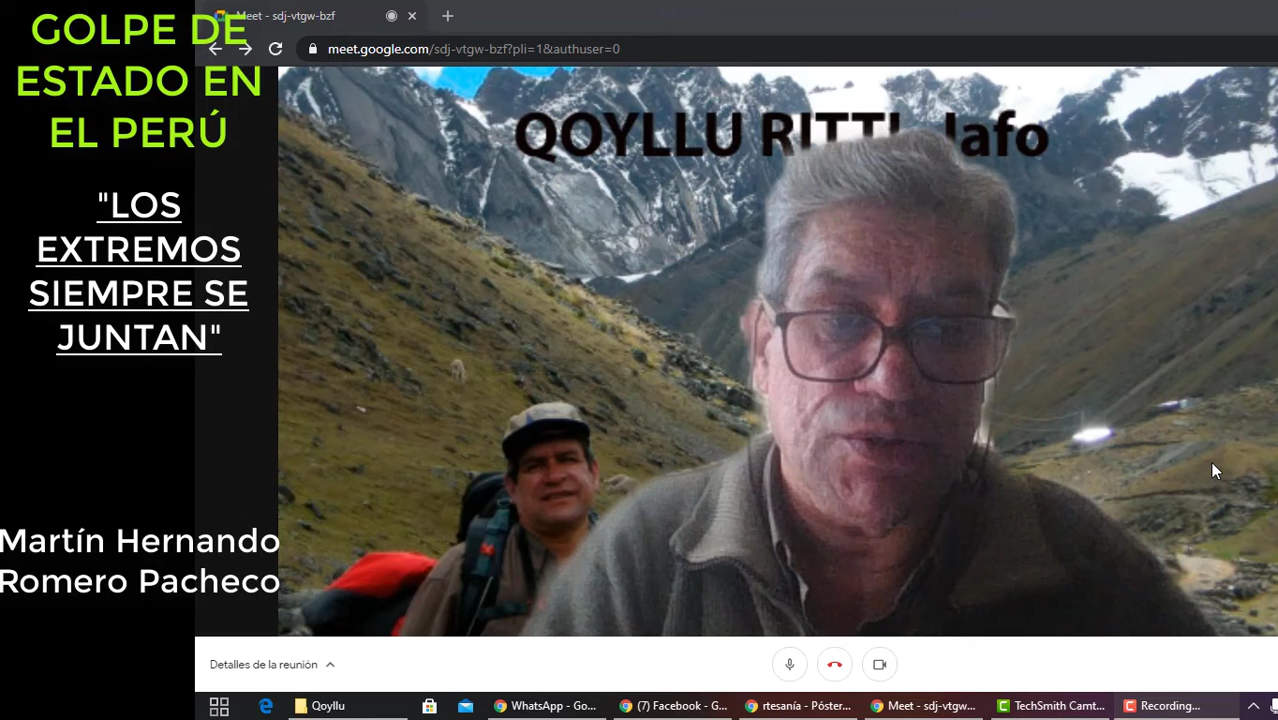 GOLPE DE
ESTADO EN
EL PERÚ
"LOS
EXTREMOS
SIEMPRE SE
JUNTAN"
Martín Hernando
Romero Pacheco
Meet - sdj-vtgw-bzf
meet.google.com/sdj-vtgw-bzf?pli=1&authuser=0
QOYLLU RITTI Jafo
Detalles de la reunión
Qoyllu
WhatsApp - Go...
(7) Facebook - G...
rtesanía - Póster...
Meet - sdj-vtgw...
TechSmith Camt...
Recording...